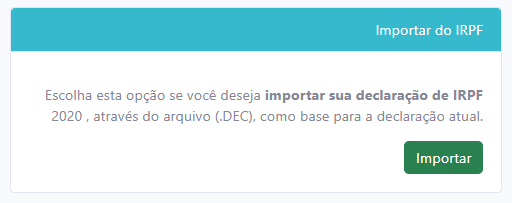 Importar do IRPF
Escolha esta opção se você deseja importar sua declaração de IRPF
2020 , através do arquivo (.DEC), como base para a declaração atual.
Importar